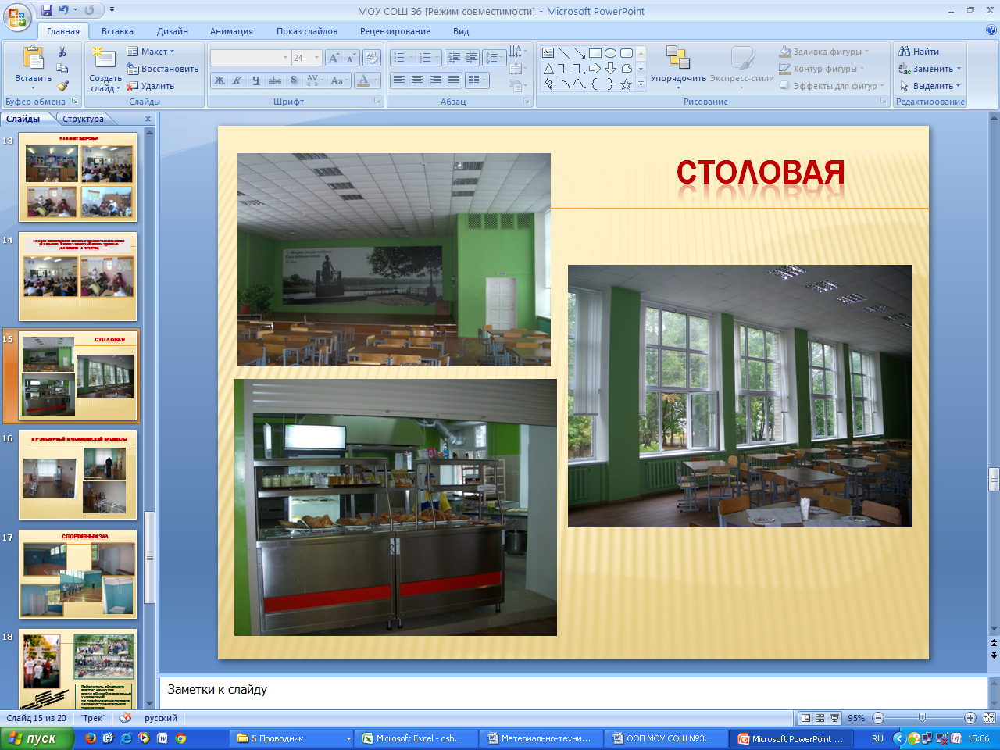 МОУ СОШ 36 [Режим совместимости] - Microsoft PowerPoint
Главная Вставка Дизайн Анимация Показ слайдов Рецензирование Вид
Вставить
Буфер обмена
Создать слайд
Макет
Восстановить
Удалить
Слайды
24
Ж К Ч abc S AV Aa A
Шрифт
Абзац
Упорядочить
Экспресс-стили
Заливка фигуры
Контур фигуры
Эффекты для фигур
Рисование
Найти
Заменить
Выделить
Редактирование
Слайды Структура
13
14
15
СТОЛОВАЯ
16
17
СПОРТИВНЫЙ ЗАЛ
18
СТОЛОВАЯ
Заметки к слайду
Слайд 15 из 20 "Трек" русский 95%
пуск 5 Проводник Microsoft Excel - osh... Материально-техни... ООП МОУ СОШ №3... Microsoft PowerPoint ... RU 15:06